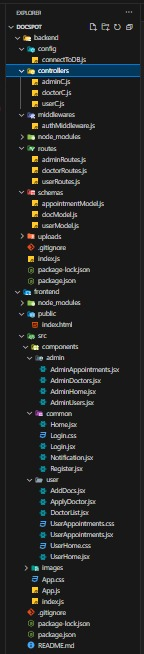 EXPLORER
DOCSPOT
backend
config
connectToDB.js
controllers
adminC.js
doctorC.js
userC.js
middlewares
authMiddleware.js
node_modules
routes
adminRoutes.js
doctorRoutes.js
userRoutes.js
schemas
appointmentModel.js
docModel.js
userModel.js
uploads
.gitignore
index.js
package-lock.json
package.json
frontend
node_modules
public
index.html
src
components
admin
AdminAppointments.jsx
AdminDoctors.jsx
AdminHome.jsx
AdminUsers.jsx
common
Home.jsx
Login.css
Login.jsx
Notification.jsx
Register.jsx
user
AddDocs.jsx
ApplyDoctor.jsx
DoctorList.jsx
UserAppointments.css
UserAppointments.jsx
UserHome.css
UserHome.jsx
images
App.css
App.js
index.js
.gitignore
package-lock.json
package.json
README.md